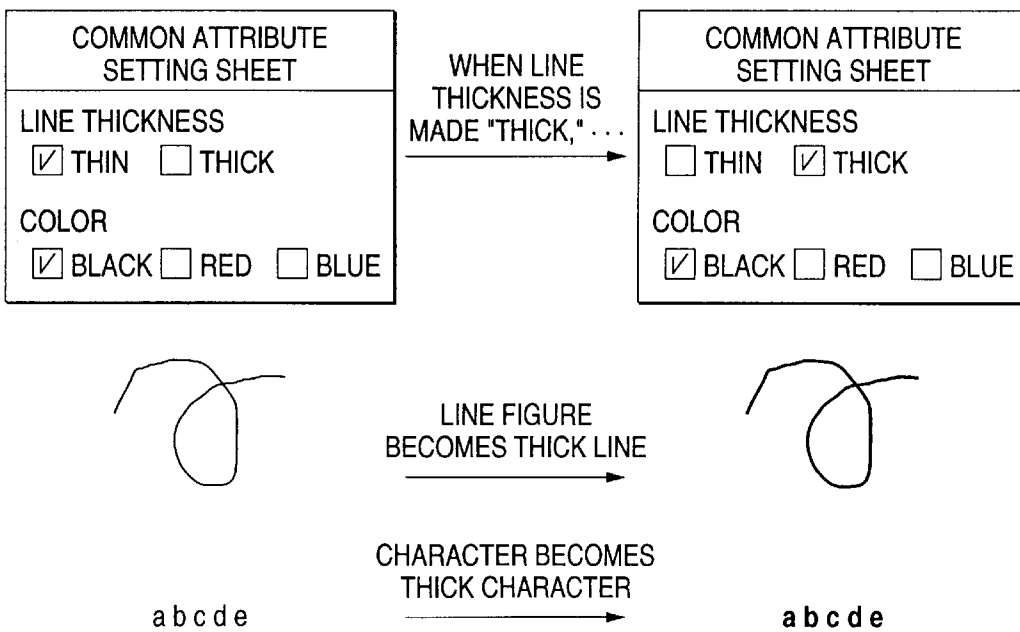 COMMON ATTRIBUTE
SETTING SHEET
LINE THICKNESS
THIN THICK
COLOR
BLACK RED BLUE
WHEN LINE
THICKNESS IS
MADE "THICK," · · ·
COMMON ATTRIBUTE
SETTING SHEET
LINE THICKNESS
THIN THICK
COLOR
BLACK RED BLUE
LINE FIGURE
BECOMES THICK LINE
CHARACTER BECOMES
THICK CHARACTER
a b c d e
a b c d e